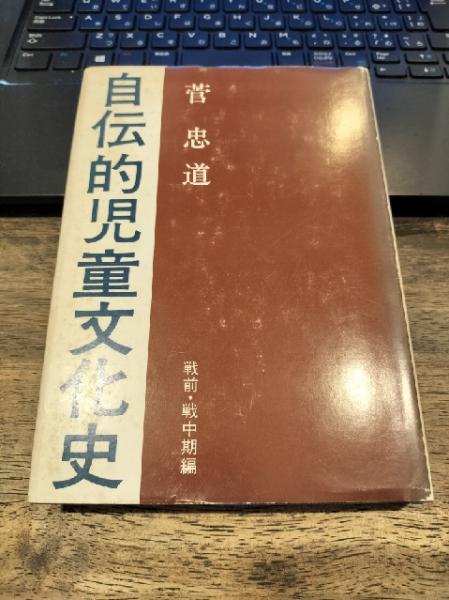 自伝的児童文化史
菅忠道
戦前・戦中期編